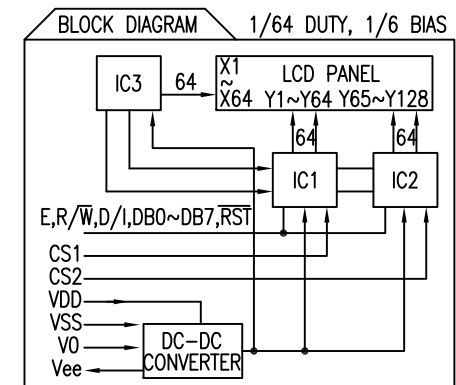 BLOCK DIAGRAM 1/64 DUTY, 1/6 BIAS
IC3
64
X1
~
X64
LCD PANEL
Y1~Y64 Y65~Y128
64
64
IC1
IC2
E,R/W̅,D/I,DB0~DB7,R̅S̅T̅
CS1
CS2
VDD
VSS
V0
Vee
DC-DC
CONVERTER